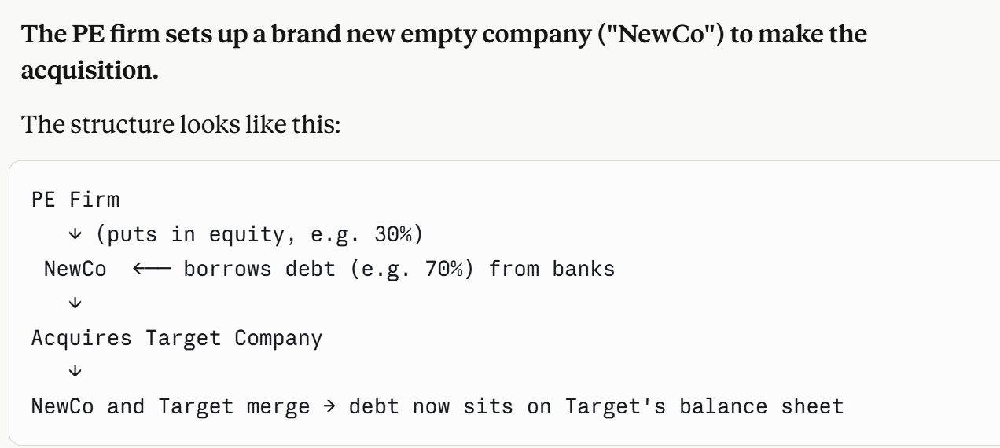 The PE firm sets up a brand new empty company ("NewCo") to make the
acquisition.
The structure looks like this:
PE Firm
↓ (puts in equity, e.g. 30%)
NewCo ←── borrows debt (e.g. 70%) from banks
↓
Acquires Target Company
↓
NewCo and Target merge → debt now sits on Target's balance sheet